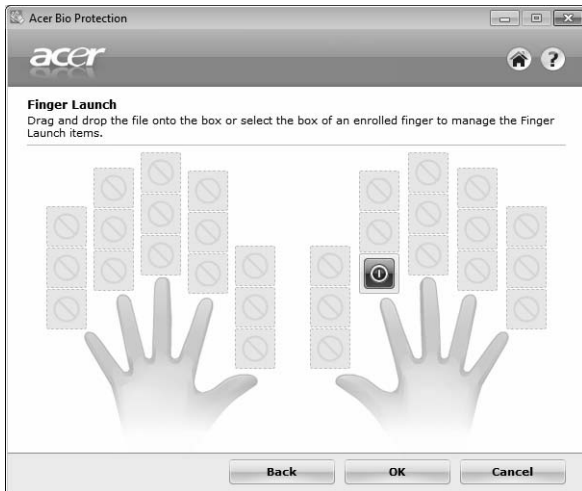 Acer Bio Protection
acer
?
Finger Launch
Drag and drop the file onto the box or select the box of an enrolled finger to manage the Finger
Launch items.
Back OK Cancel